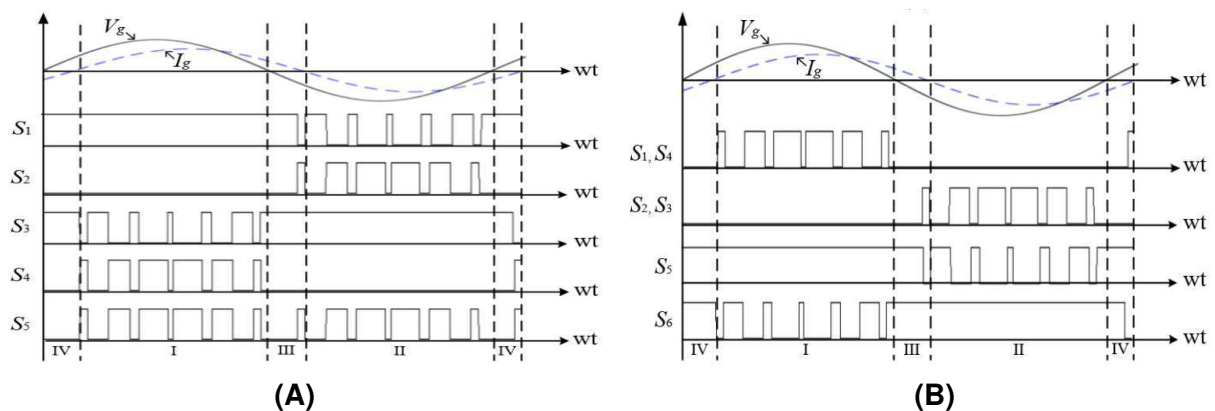 Vg
Ig
wt
S1
wt
S2
wt
S3
wt
S4
wt
S5
wt
IV I III II IV
(A)
Vg
Ig
wt
S1, S4
wt
S2, S3
wt
S5
wt
S6
wt
IV I III II IV
(B)